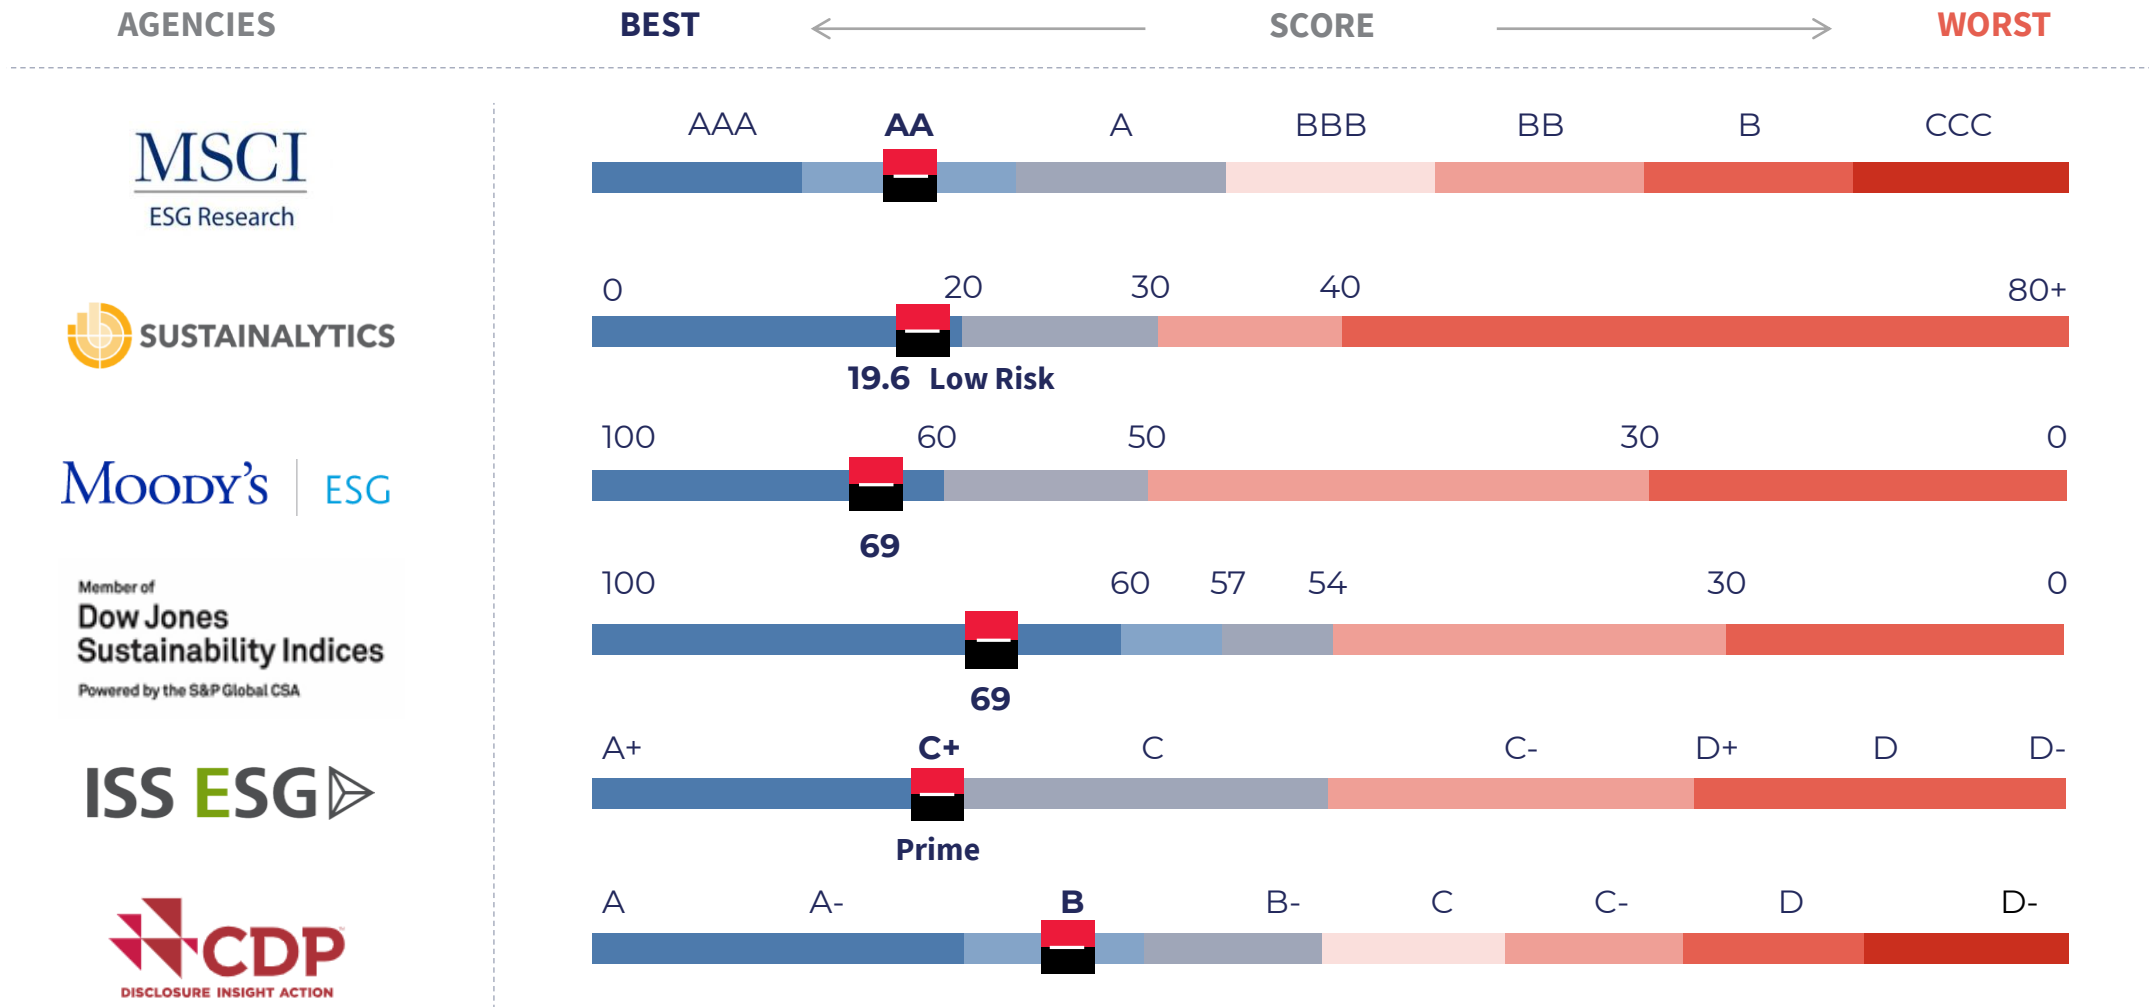 AGENCIES BEST SCORE WORST
MSCI
ESG Research
AAA AA A BBB BB B CCC
SUSTAINALYTICS
0 20 30 40 80+
19.6 Low Risk
MOODY'S ESG
100 60 50 30 0
69
Member of
Dow Jones
Sustainability Indices
Powered by the S&P Global CSA
100 60 57 54 30 0
69
ISS ESG
A+ C+ C C- D+ D D-
Prime
CDP
DISCLOSURE INSIGHT ACTION
A A- B B- C C- D D-